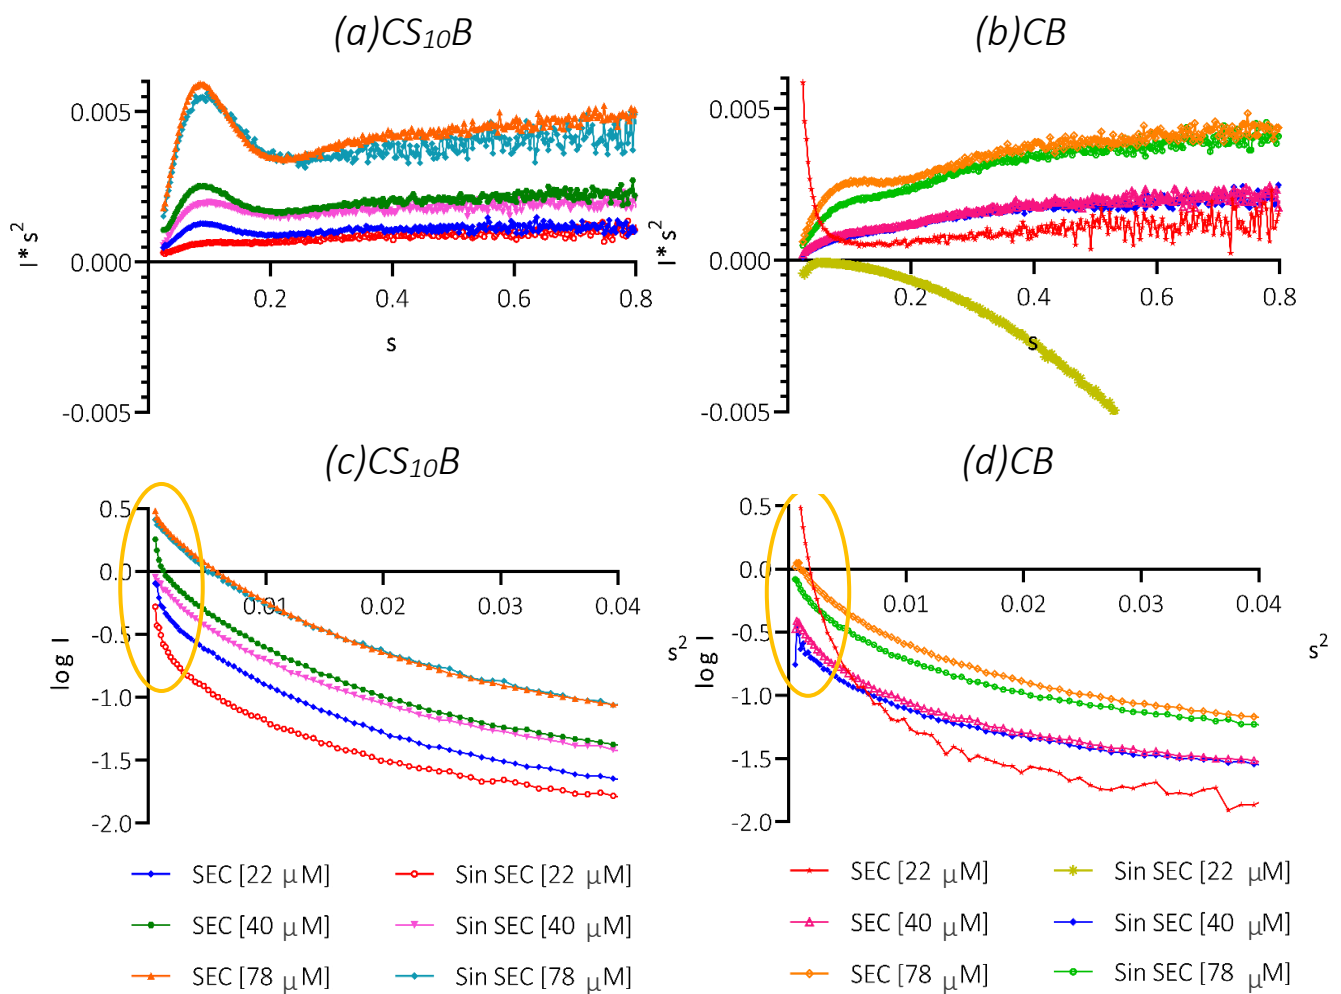 (a)CS₁₀B
(b)CB
0.005
0.000
-0.005
I* s²
0.2 0.4 0.6 0.8
s
0.005
0.000
-0.005
I* s²
0.2 0.4 0.6 0.8
s
(c)CS₁₀B
(d)CB
0.5
0.0
-0.5
-1.0
-1.5
-2.0
log I
0.01 0.02 0.03 0.04
s²
0.5
0.0
-0.5
-1.0
-1.5
-2.0
log I
0.01 0.02 0.03 0.04
s²
SEC [22 μM]
Sin SEC [22 μM]
SEC [40 μM]
Sin SEC [40 μM]
SEC [78 μM]
Sin SEC [78 μM]
SEC [22 μM]
Sin SEC [22 μM]
SEC [40 μM]
Sin SEC [40 μM]
SEC [78 μM]
Sin SEC [78 μM]